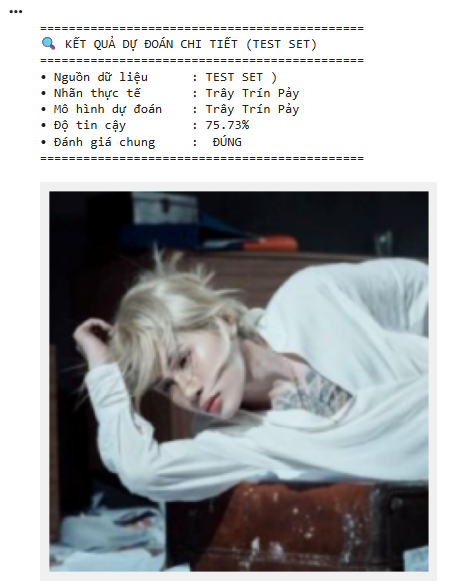 ==============================================
🔍 KẾT QUẢ DỰ ĐOÁN CHI TIẾT (TEST SET)
==============================================
• Nguồn dữ liệu : TEST SET )
• Nhãn thực tế : Trây Trín Pảy
• Mô hình dự đoán : Trây Trín Pảy
• Độ tin cậy : 75.73%
• Đánh giá chung : ĐÚNG
==============================================